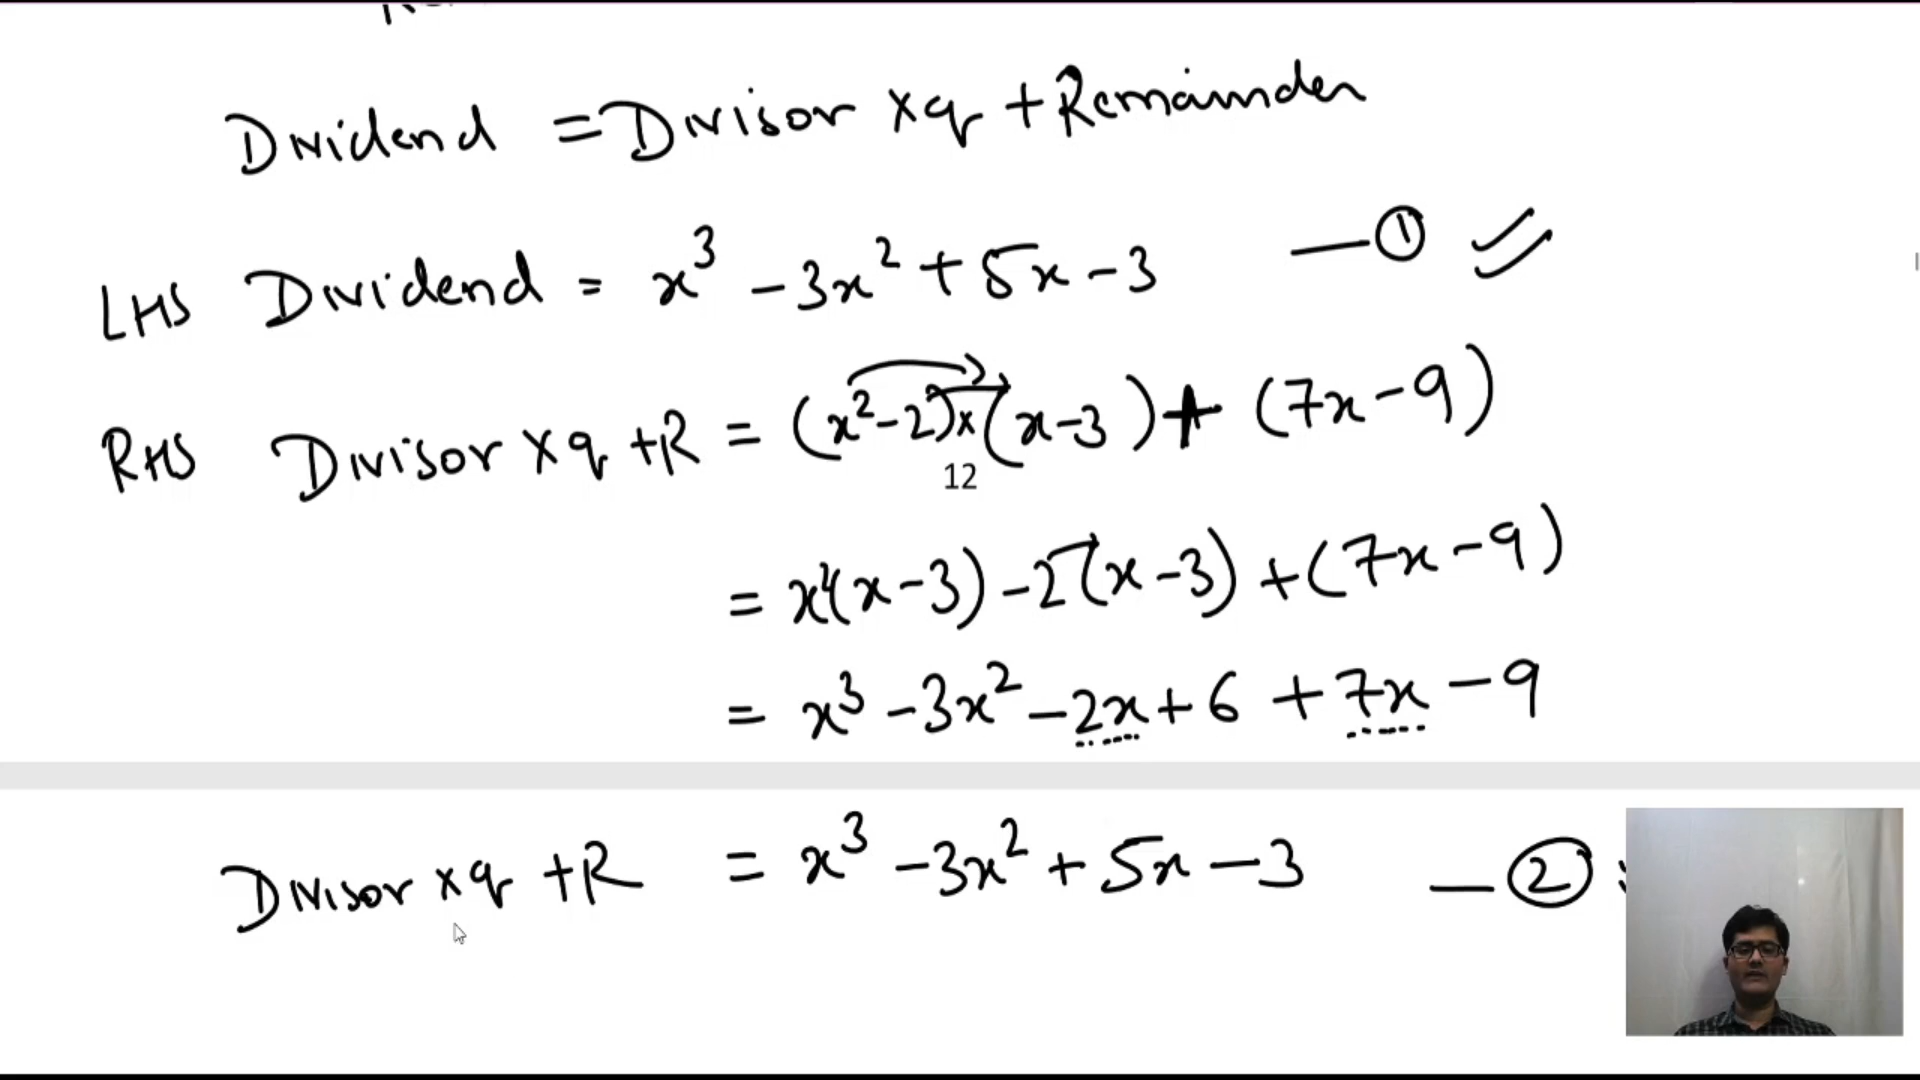 Dividend = Divisor × q + Remainder
LHS Dividend = x³ - 3x² + 5x - 3 —①
RHS Divisor × q + R = (x² - 2) × (x - 3) + (7x - 9)
12
= x²(x - 3) - 2(x - 3) + (7x - 9)
= x³ - 3x² - 2x + 6 + 7x - 9
Divisor × q + R = x³ - 3x² + 5x - 3 —②